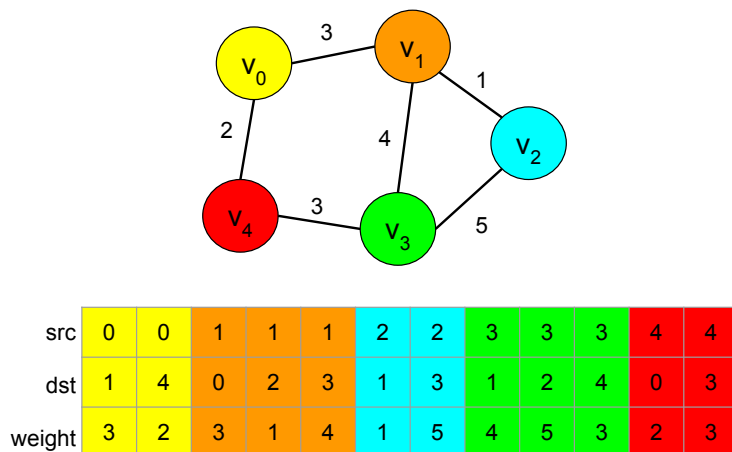 3
v0
v1
1
2
4
v2
3
v4
v3
5
src 0 0 1 1 1 2 2 3 3 3 4 4
dst 1 4 0 2 3 1 3 1 2 4 0 3
weight 3 2 3 1 4 1 5 4 5 3 2 3